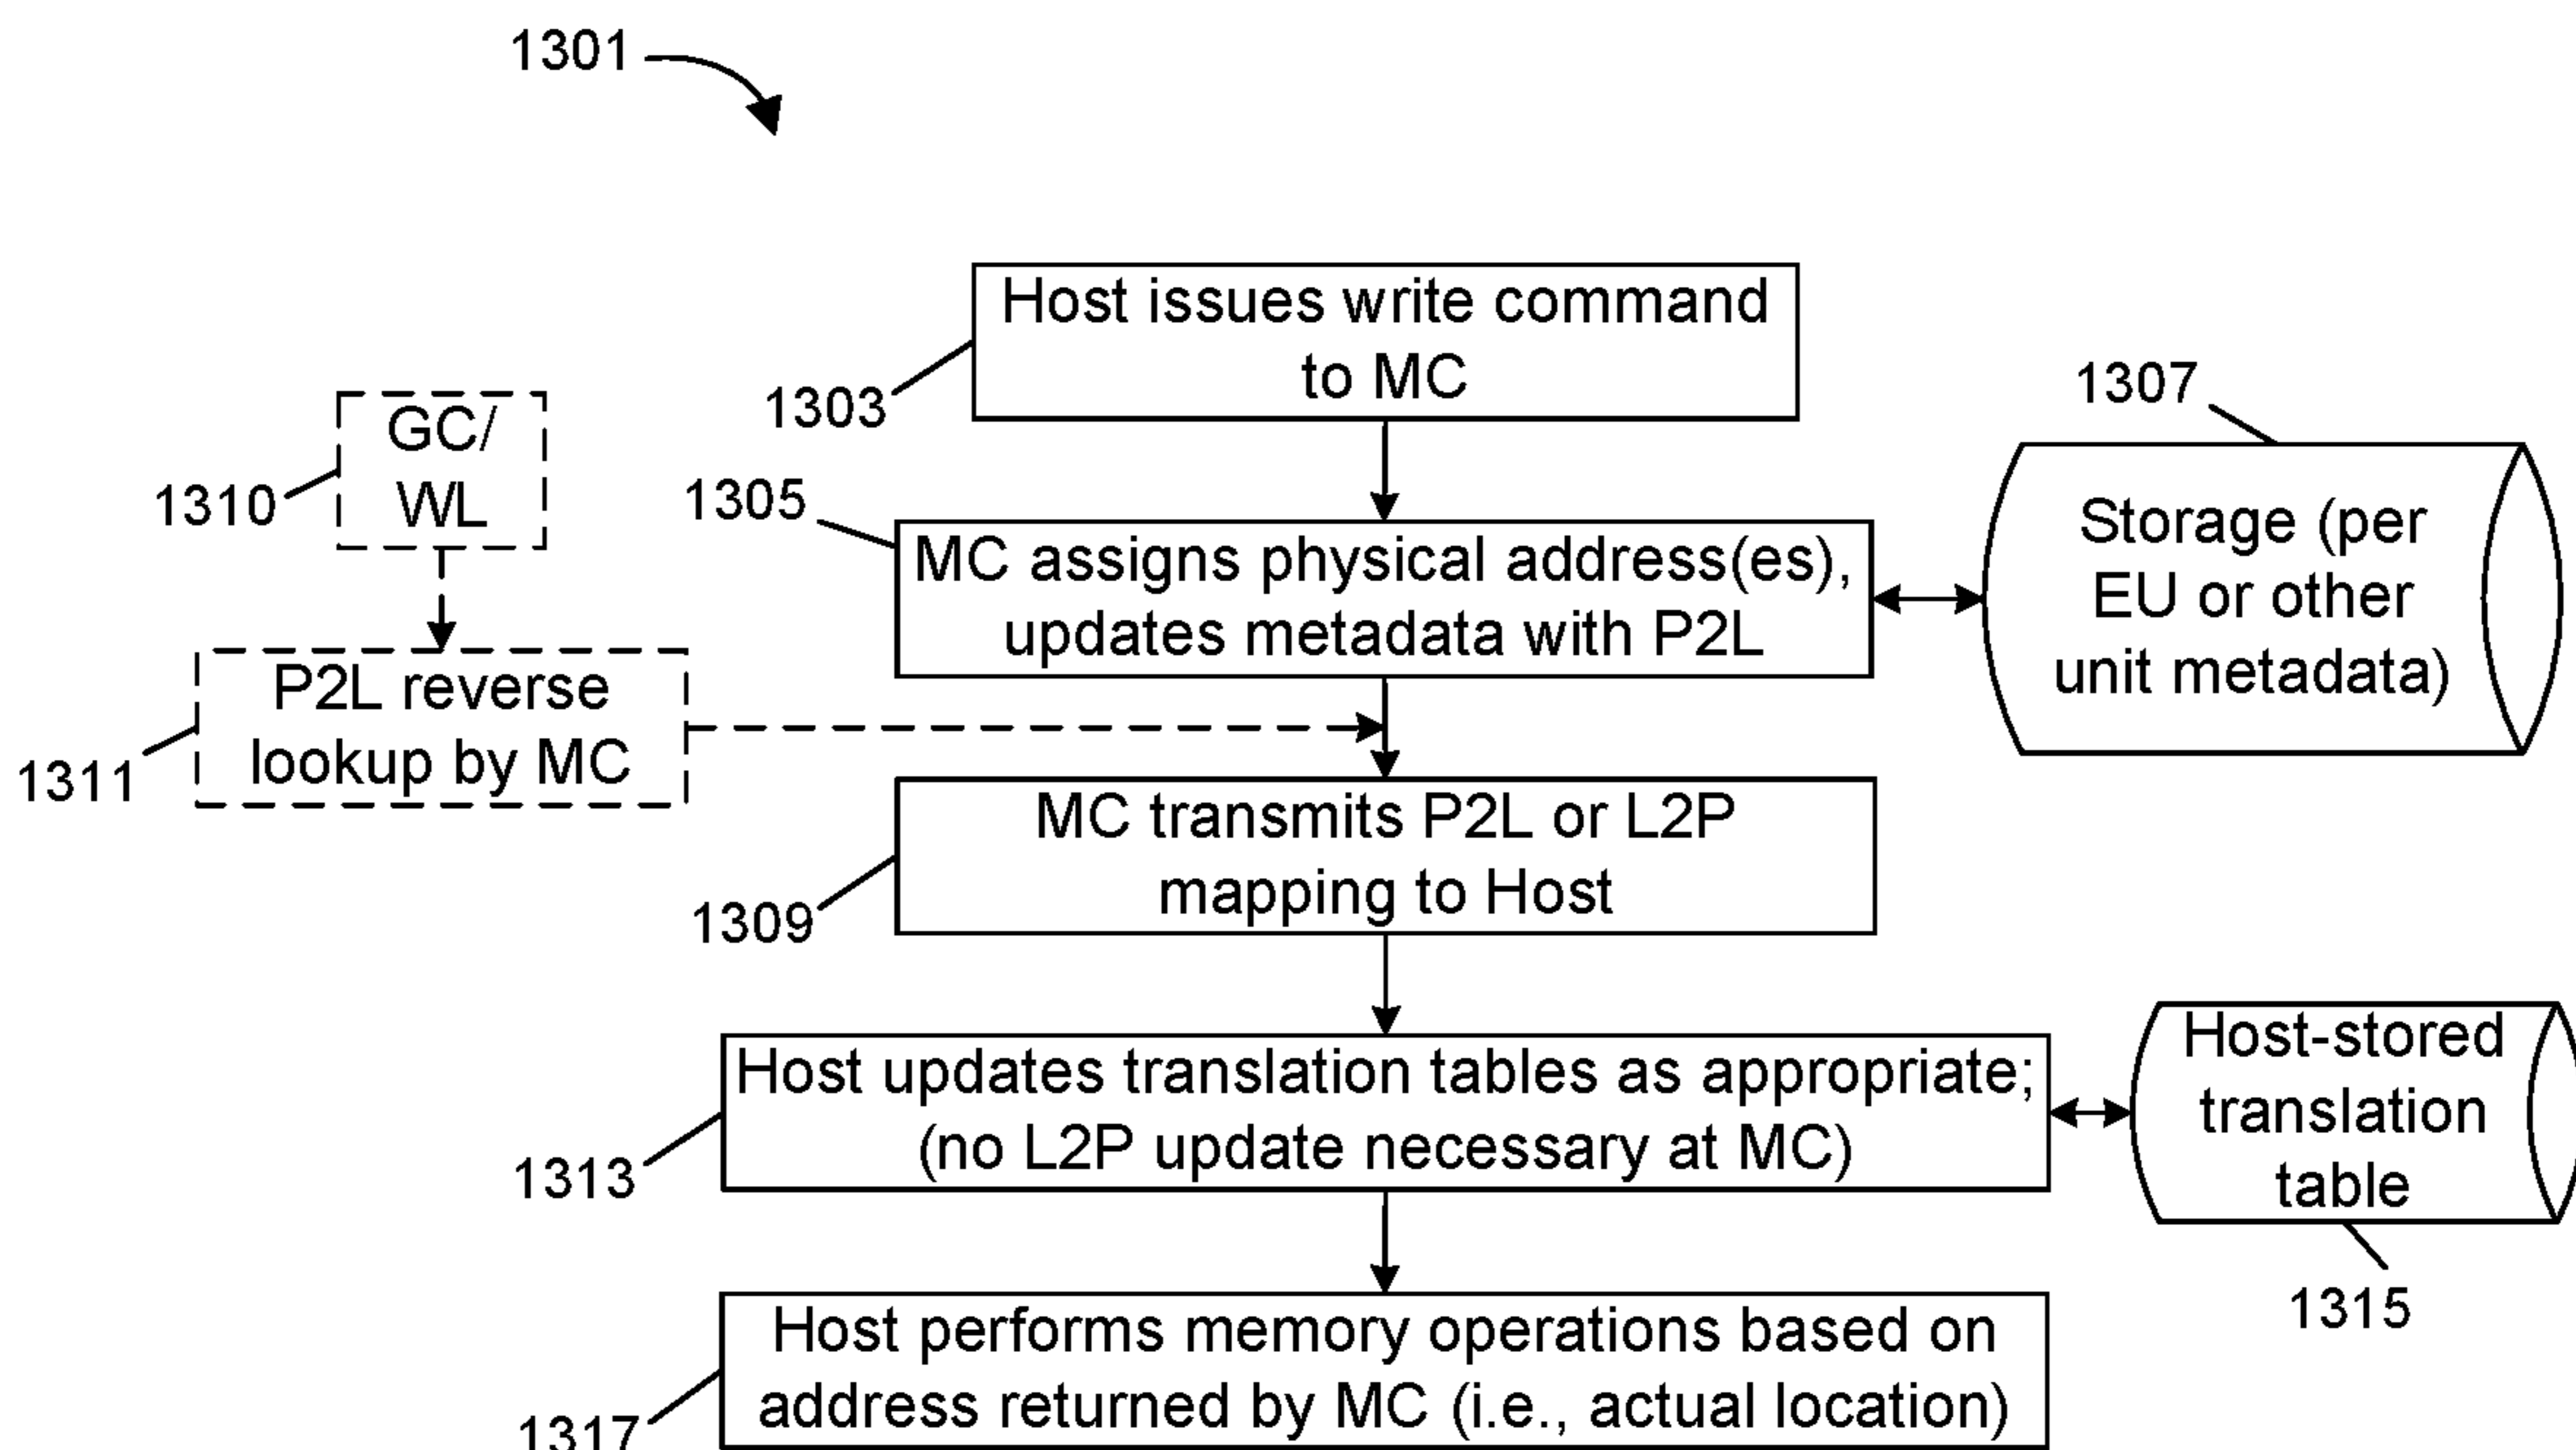 1301
Host issues write command
to MC
1303
1307
GC/
WL
1310
1305
MC assigns physical address(es),
updates metadata with P2L
Storage (per
EU or other
unit metadata)
P2L reverse
lookup by MC
1311
MC transmits P2L or L2P
mapping to Host
1309
Host updates translation tables as appropriate;
(no L2P update necessary at MC)
1313
Host-stored
translation
table
1315
Host performs memory operations based on
address returned by MC (i.e., actual location)
1317